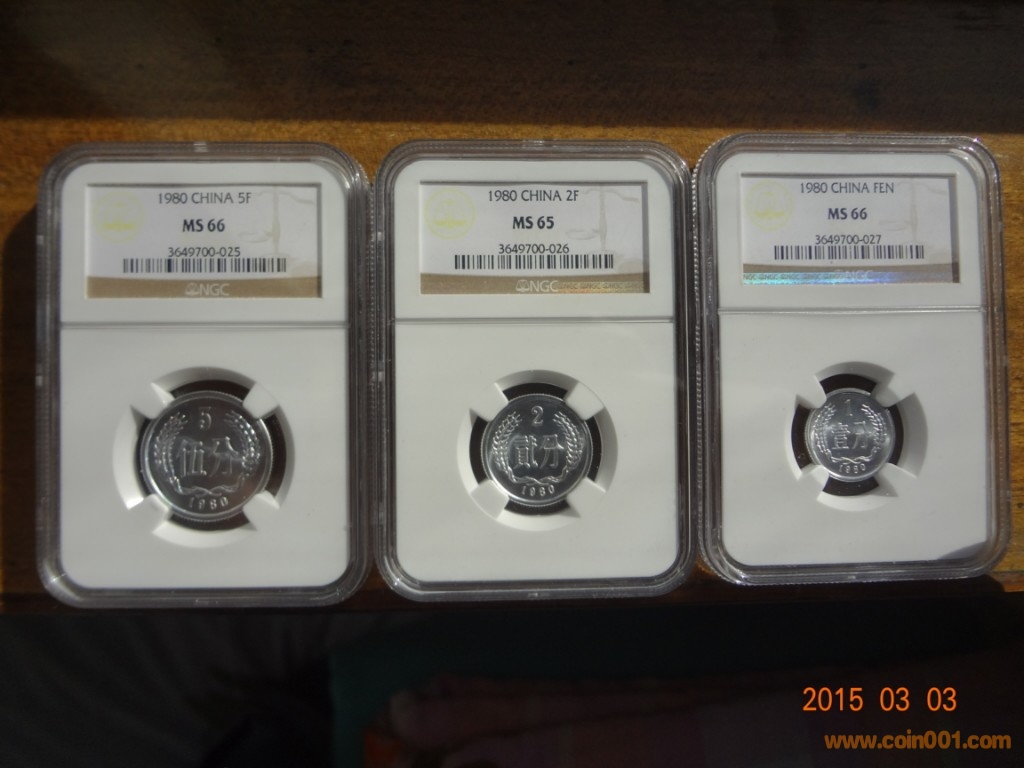 1980 CHINA 5F
MS 66
3649700-025
NGC
5
伍分
1980
1980 CHINA 2F
MS 65
3649700-026
NGC
2
贰分
1980
1980 CHINA FEN
MS 66
3649700-027
NGC
1
壹分
1980
2015 03 03
www.coin001.com